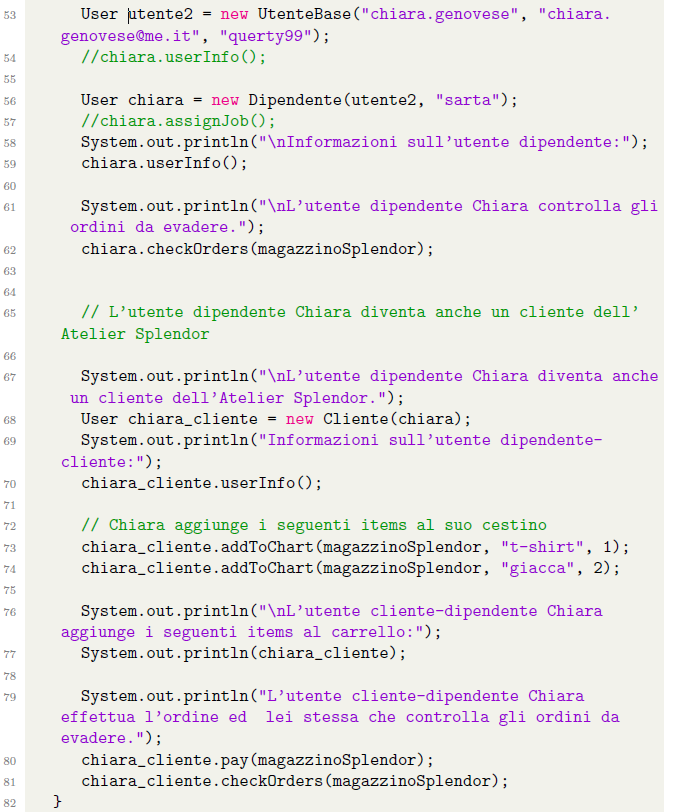 53 User utente2 = new UtenteBase("chiara.genovese", "chiara.
genovese@me.it", "querty99");
54 //chiara.userInfo();
55
56 User chiara = new Dipendente(utente2, "sarta");
57 //chiara.assignJob();
58 System.out.println("\nInformazioni sull'utente dipendente:");
59 chiara.userInfo();
60
61 System.out.println("\nL'utente dipendente Chiara controlla gli
ordini da evadere.");
62 chiara.checkOrders(magazzinoSplendor);
63
64
65 // L'utente dipendente Chiara diventa anche un cliente dell'
Atelier Splendor
66
67 System.out.println("\nL'utente dipendente Chiara diventa anche
un cliente dell'Atelier Splendor.");
68 User chiara_cliente = new Cliente(chiara);
69 System.out.println("Informazioni sull'utente dipendente-
cliente:");
70 chiara_cliente.userInfo();
71
72 // Chiara aggiunge i seguenti items al suo cestino
73 chiara_cliente.addToChart(magazzinoSplendor, "t-shirt", 1);
74 chiara_cliente.addToChart(magazzinoSplendor, "giacca", 2);
75
76 System.out.println("\nL'utente cliente-dipendente Chiara
aggiunge i seguenti items al carrello:");
77 System.out.println(chiara_cliente);
78
79 System.out.println("L'utente cliente-dipendente Chiara
effettua l'ordine ed  lei stessa che controlla gli ordini da
evadere.");
80 chiara_cliente.pay(magazzinoSplendor);
81 chiara_cliente.checkOrders(magazzinoSplendor);
82 }